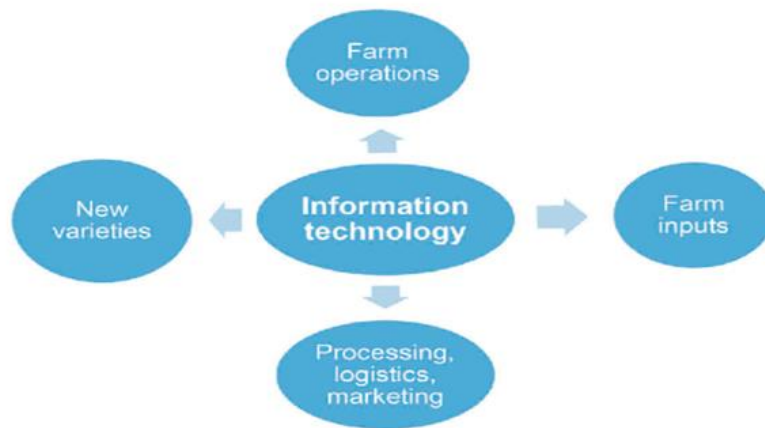 Farm
operations
New
varieties
Information
technology
Farm
inputs
Processing,
logistics,
marketing